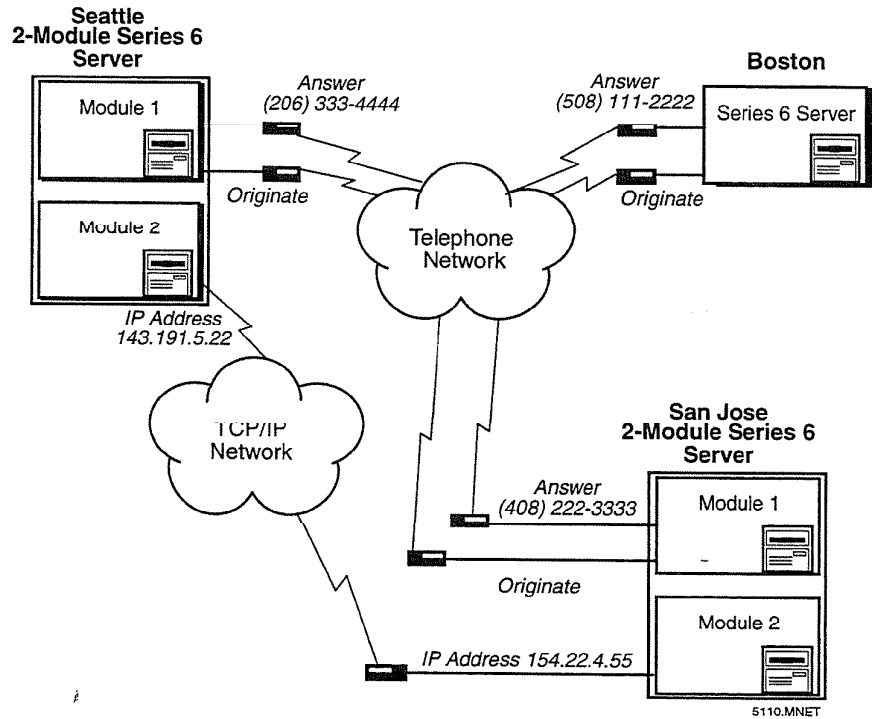 Seattle
2-Module Series 6
Server
Module 1
Module 2
Answer
(206) 333-4444
Originate
IP Address
143.191.5.22
Answer
(508) 111-2222
Originate
Boston
Series 6 Server
Telephone
Network
TCP/IP
Network
San Jose
2-Module Series 6
Server
Answer
(408) 222-3333
Originate
Module 1
Module 2
IP Address 154.22.4.55
5110.MNET